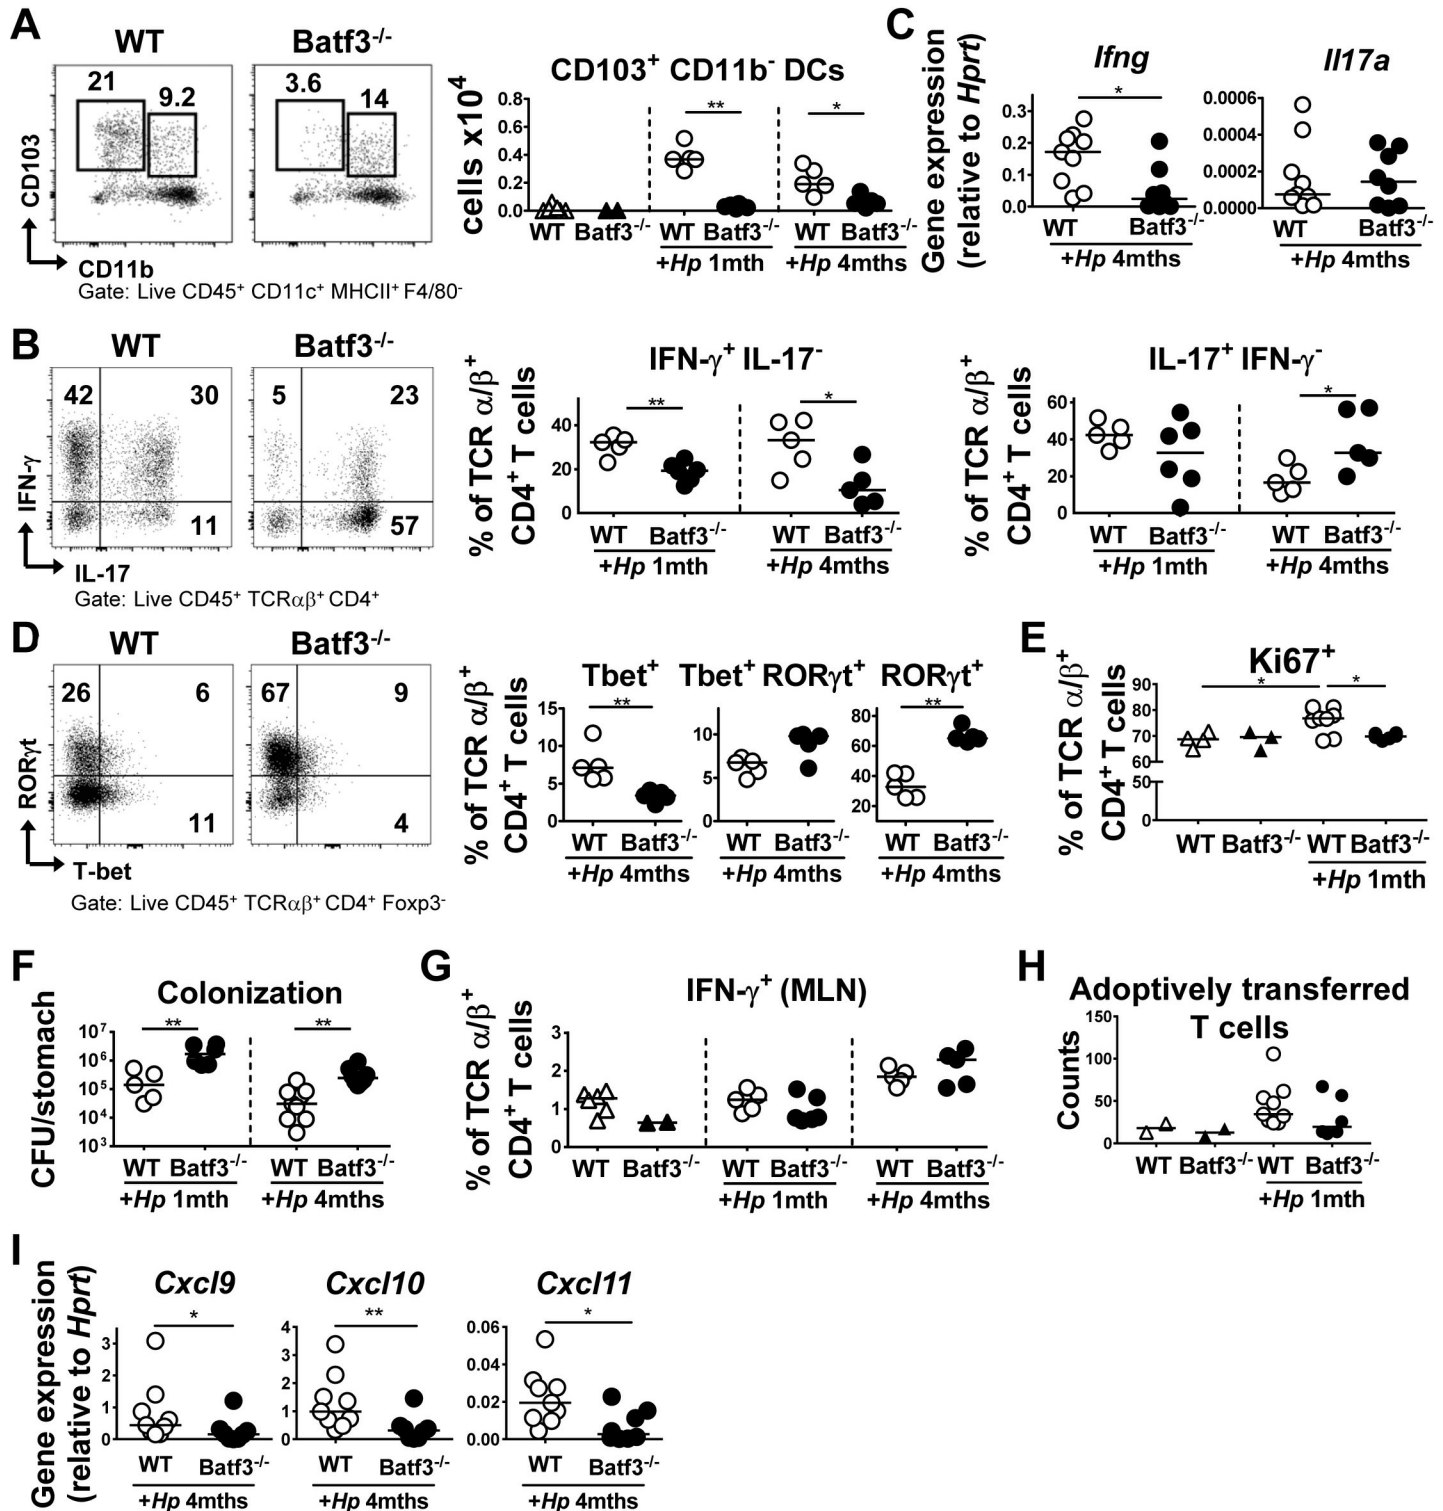 A
WT Batf3-/-
21 9.2
3.6 14
CD103
CD11b
Gate: Live CD45+ CD11c+ MHCII+ F4/80-
CD103+ CD11b- DCs
cells x10^4
0.8
0.6
0.4
0.2
0.0
** *
WT Batf3-/- WT Batf3-/- WT Batf3-/-
+Hp 1mth +Hp 4mths
C
Gene expression
(relative to Hprt)
Ifng
0.3
0.2
0.1
0.0
*
WT Batf3-/-
+Hp 4mths
Il17a
0.0006
0.0004
0.0002
0.0000
WT Batf3-/-
+Hp 4mths
B
WT Batf3-/-
42 30
11
5 23
57
IFN-γ
IL-17
Gate: Live CD45+ TCRαβ+ CD4+
% of TCR α/β+
CD4+ T cells
IFN-γ+ IL-17-
40
20
0
** *
WT Batf3-/- WT Batf3-/-
+Hp 1mth +Hp 4mths
% of TCR α/β+
CD4+ T cells
IL-17+ IFN-γ-
60
40
20
0
*
WT Batf3-/- WT Batf3-/-
+Hp 1mth +Hp 4mths
D
WT Batf3-/-
26 6
11
67 9
4
RORγt
T-bet
Gate: Live CD45+ TCRαβ+ CD4+ Foxp3-
% of TCR α/β+
CD4+ T cells
Tbet+
15
10
5
0
**
WT Batf3-/-
+Hp 4mths
Tbet+ RORγt+
10
5
0
WT Batf3-/-
+Hp 4mths
RORγt+
80
60
40
20
**
WT Batf3-/-
+Hp 4mths
E
% of TCR α/β+
CD4+ T cells
Ki67+
90
80
70
60
50
0
* *
WT Batf3-/- WT Batf3-/-
+Hp 1mth
F
Colonization
CFU/stomach
10^7
10^6
10^5
10^4
10^3
** **
WT Batf3-/- WT Batf3-/-
+Hp 1mth +Hp 4mths
G
IFN-γ+ (MLN)
% of TCR α/β+
CD4+ T cells
3
2
1
0
WT Batf3-/- WT Batf3-/- WT Batf3-/-
+Hp 1mth +Hp 4mths
H
Adoptively transferred
T cells
Counts
150
100
50
0
WT Batf3-/- WT Batf3-/-
+Hp 1mth
I
Gene expression
(relative to Hprt)
Cxcl9
3
2
1
0
*
WT Batf3-/-
+Hp 4mths
Cxcl10
4
3
2
1
0
**
WT Batf3-/-
+Hp 4mths
Cxcl11
0.06
0.04
0.02
0.00
*
WT Batf3-/-
+Hp 4mths